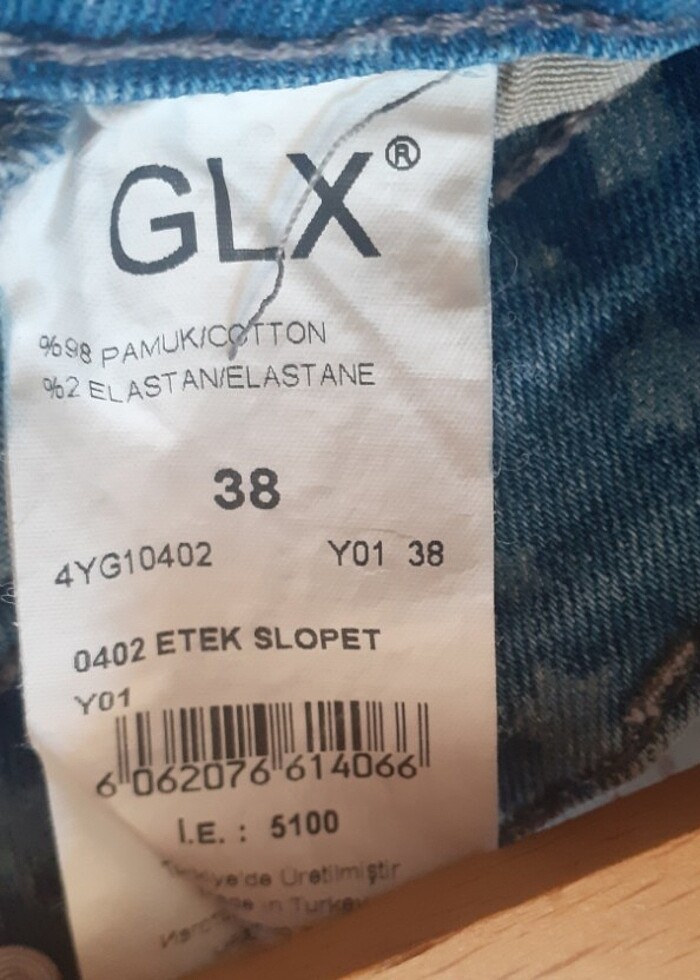 GLX®
%98 PAMUK/COTTON
%2 ELASTAN/ELASTANE
38
4YG10402 Y01 38
0402 ETEK SLOPET
Y01
6 062076 614066
İ.E. : 5100
Türkiye'de Üretilmiştir
Made in Turkey